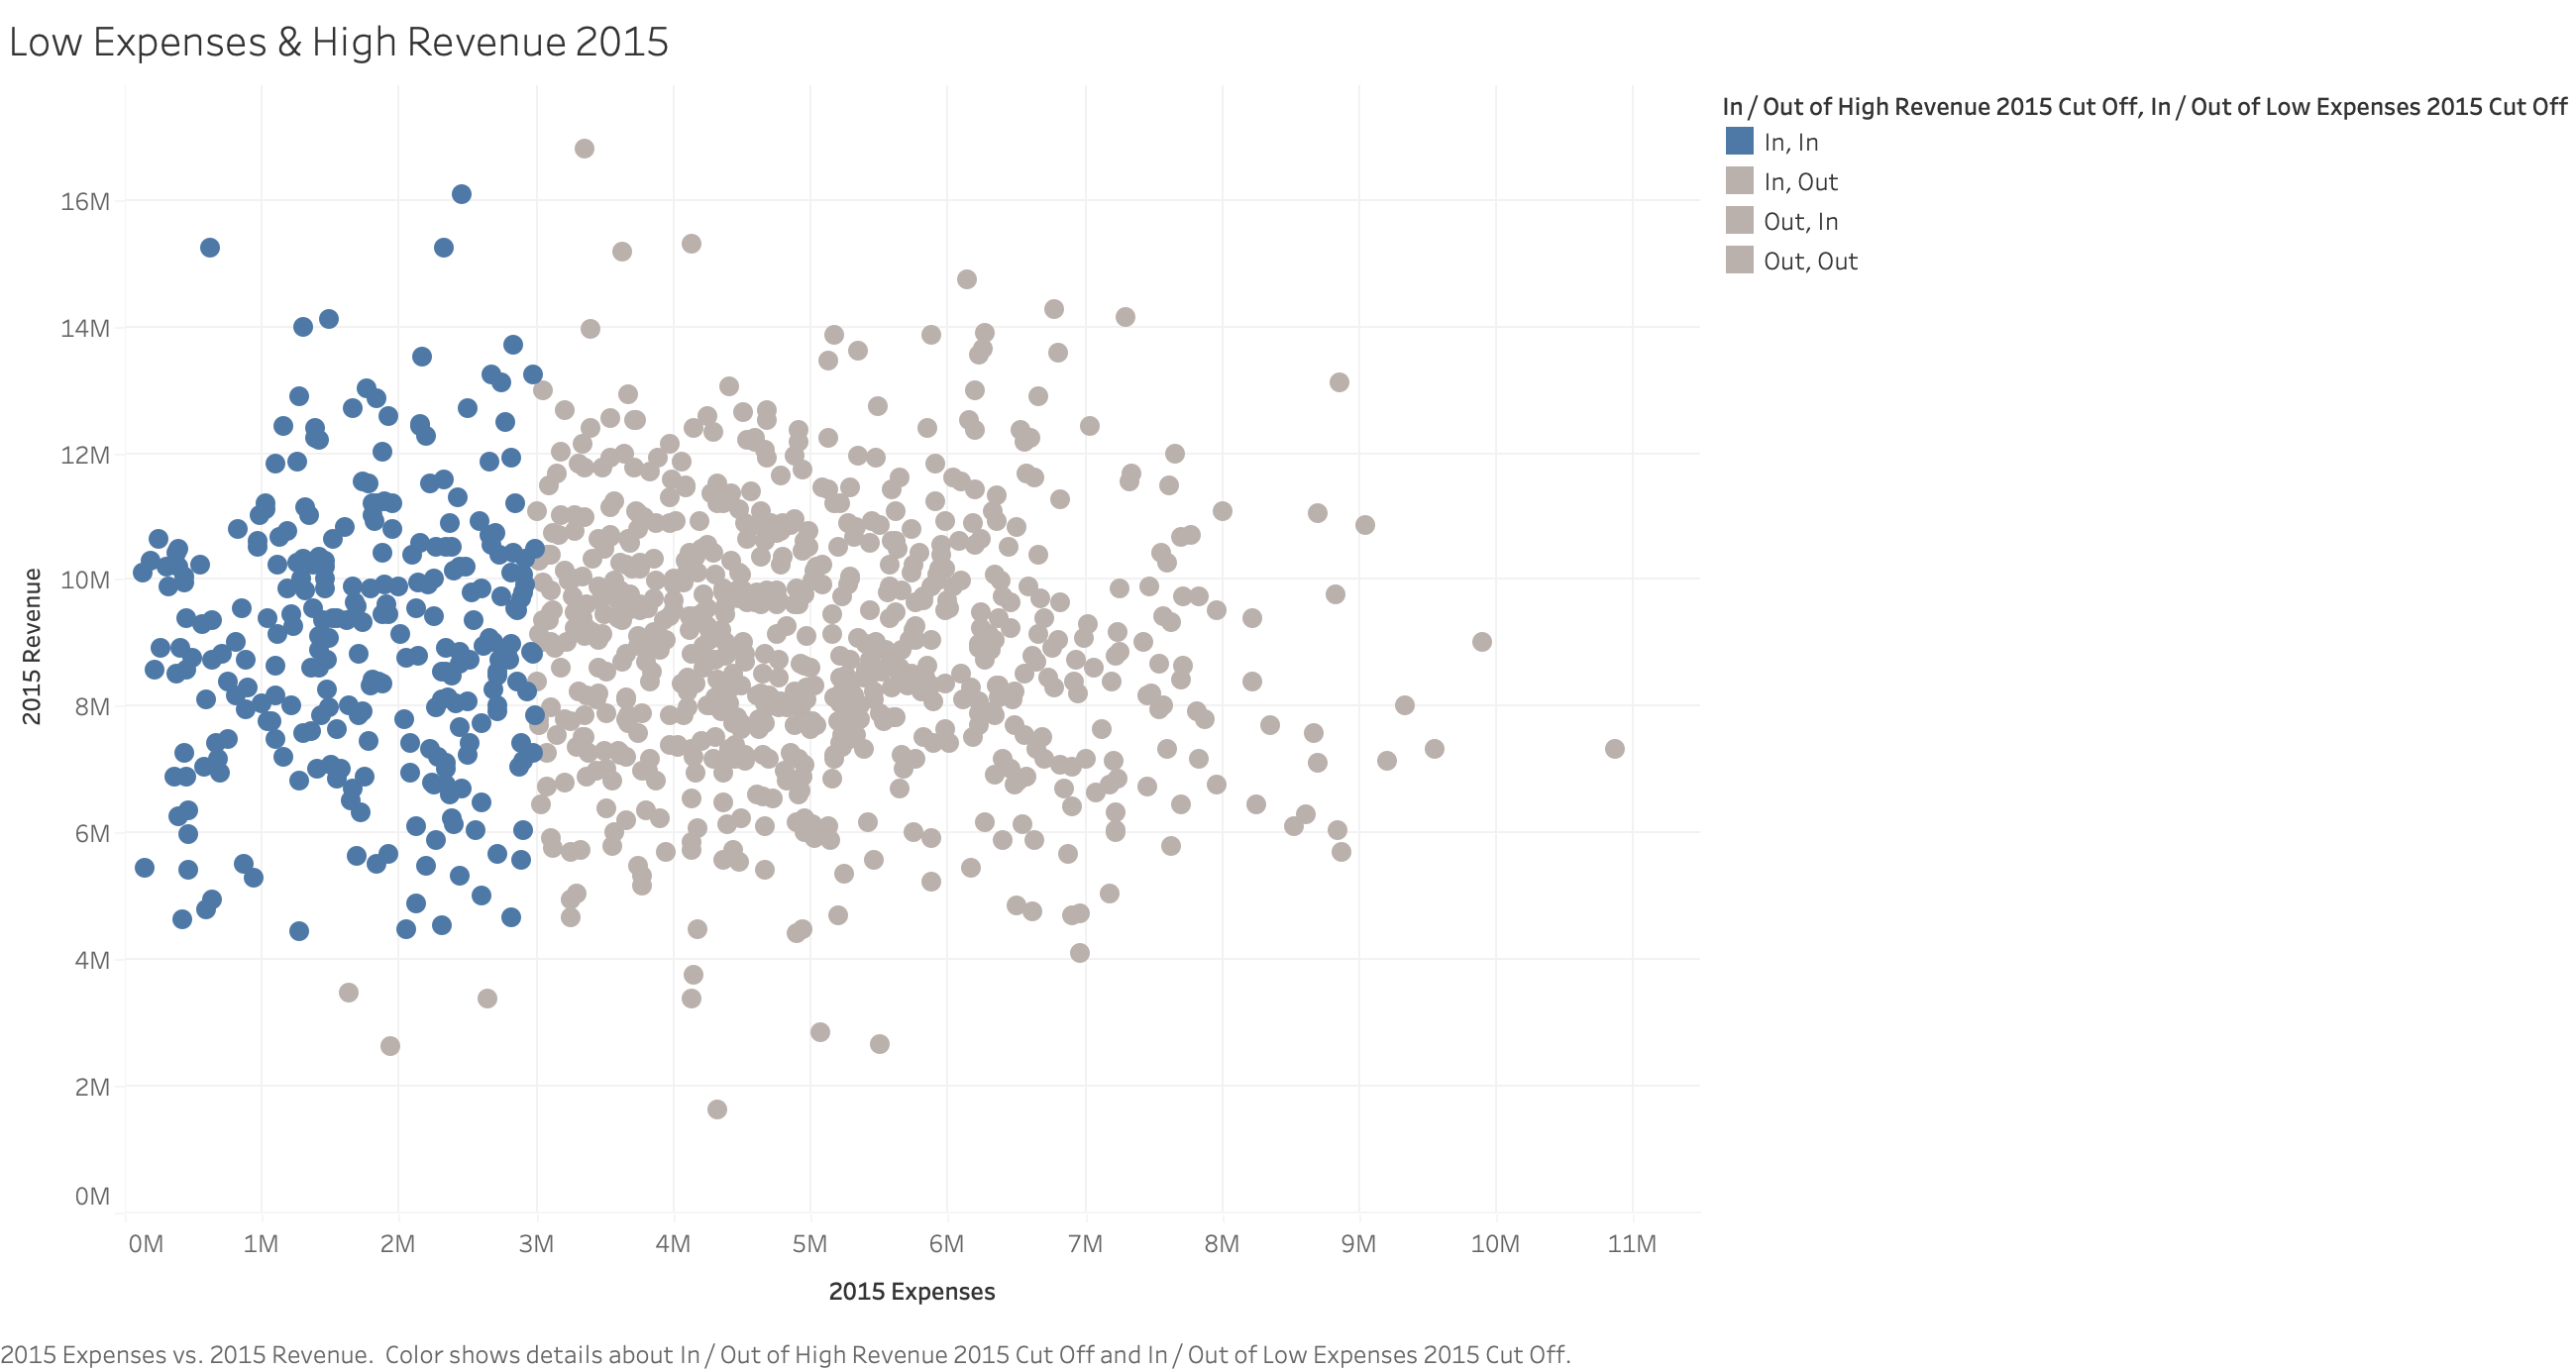 Low Expenses & High Revenue 2015
In / Out of High Revenue 2015 Cut Off, In / Out of Low Expenses 2015 Cut Off
In, In
In, Out
Out, In
Out, Out
2015 Revenue
16M
14M
12M
10M
8M
6M
4M
2M
0M
0M 1M 2M 3M 4M 5M 6M 7M 8M 9M 10M 11M
2015 Expenses
2015 Expenses vs. 2015 Revenue. Color shows details about In / Out of High Revenue 2015 Cut Off and In / Out of Low Expenses 2015 Cut Off.